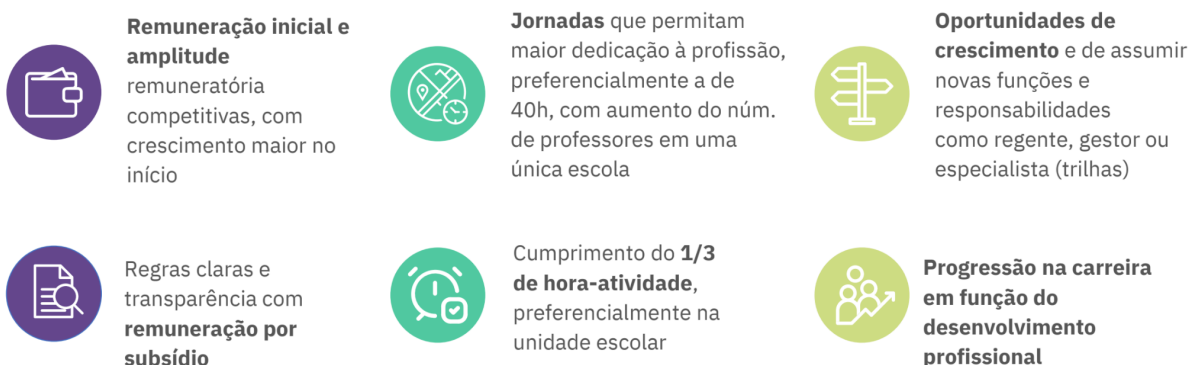 Remuneração inicial e
amplitude
remuneratória
competitivas, com
crescimento maior no
início
Jornadas que permitam
maior dedicação à profissão,
preferencialmente a de
40h, com aumento do núm.
de professores em uma
única escola
Oportunidades de
crescimento e de assumir
novas funções e
responsabilidades
como regente, gestor ou
especialista (trilhas)
Regras claras e
transparência com
remuneração por
subsídio
Cumprimento do 1/3
de hora-atividade,
preferencialmente na
unidade escolar
Progressão na carreira
em função do
desenvolvimento
profissional